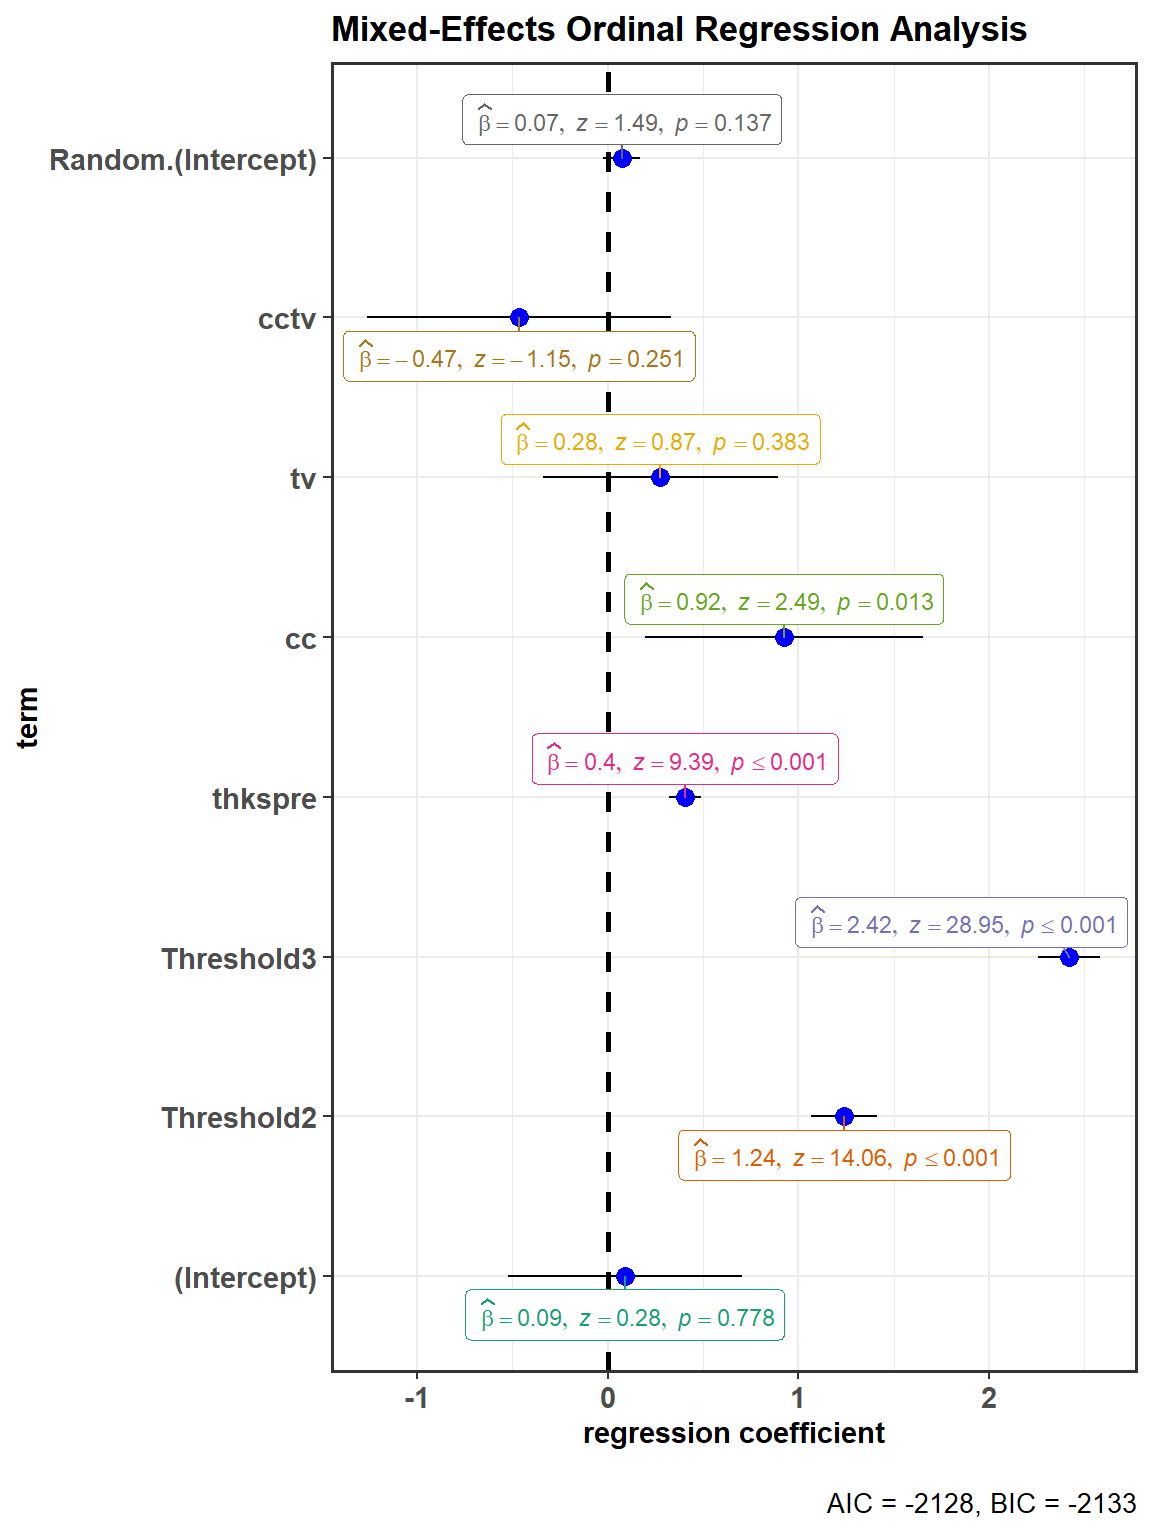 Mixed-Effects Ordinal Regression Analysis
β̂ = 0.07, z = 1.49, p = 0.137
Random.(Intercept)
cctv
β̂ = −0.47, z = −1.15, p = 0.251
β̂ = 0.28, z = 0.87, p = 0.383
tv
β̂ = 0.92, z = 2.49, p = 0.013
cc
term
β̂ = 0.4, z = 9.39, p ≤ 0.001
thkspre
β̂ = 2.42, z = 28.95, p ≤ 0.001
Threshold3
Threshold2
β̂ = 1.24, z = 14.06, p ≤ 0.001
(Intercept)
β̂ = 0.09, z = 0.28, p = 0.778
-1 0 1 2
regression coefficient
AIC = -2128, BIC = -2133